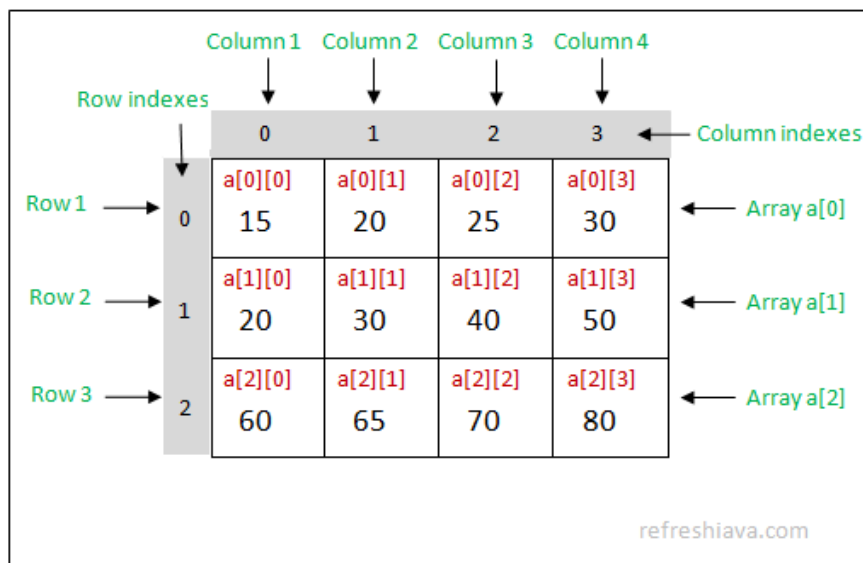 Column 1 Column 2 Column 3 Column 4
Row indexes
0 1 2 3 Column indexes
a[0][0] a[0][1] a[0][2] a[0][3]
Row 1 0 15 20 25 30 Array a[0]
a[1][0] a[1][1] a[1][2] a[1][3]
Row 2 1 20 30 40 50 Array a[1]
a[2][0] a[2][1] a[2][2] a[2][3]
Row 3 2 60 65 70 80 Array a[2]
refreshiava.com